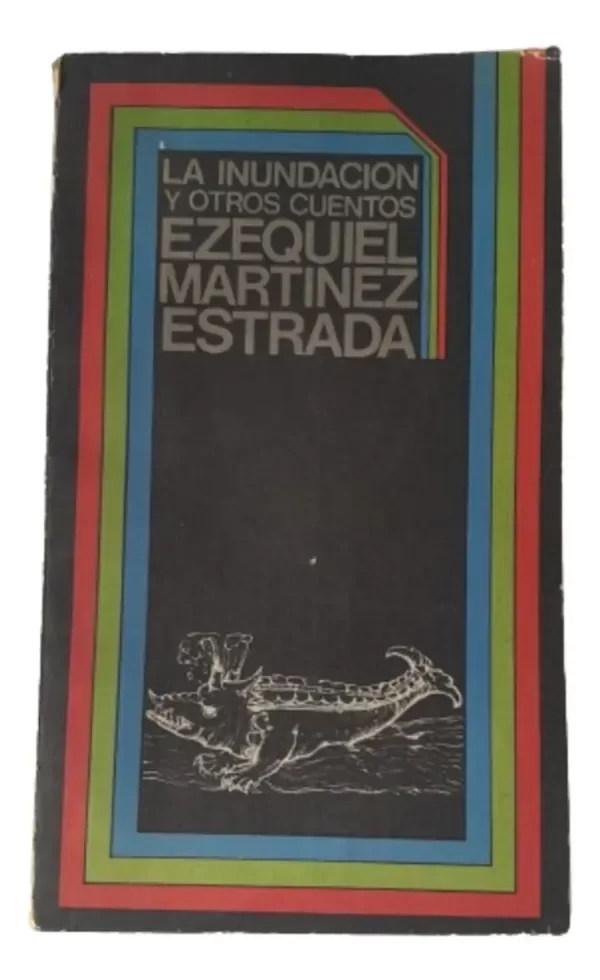 LA INUNDACION
Y OTROS CUENTOS
EZEQUIEL
MARTINEZ
ESTRADA